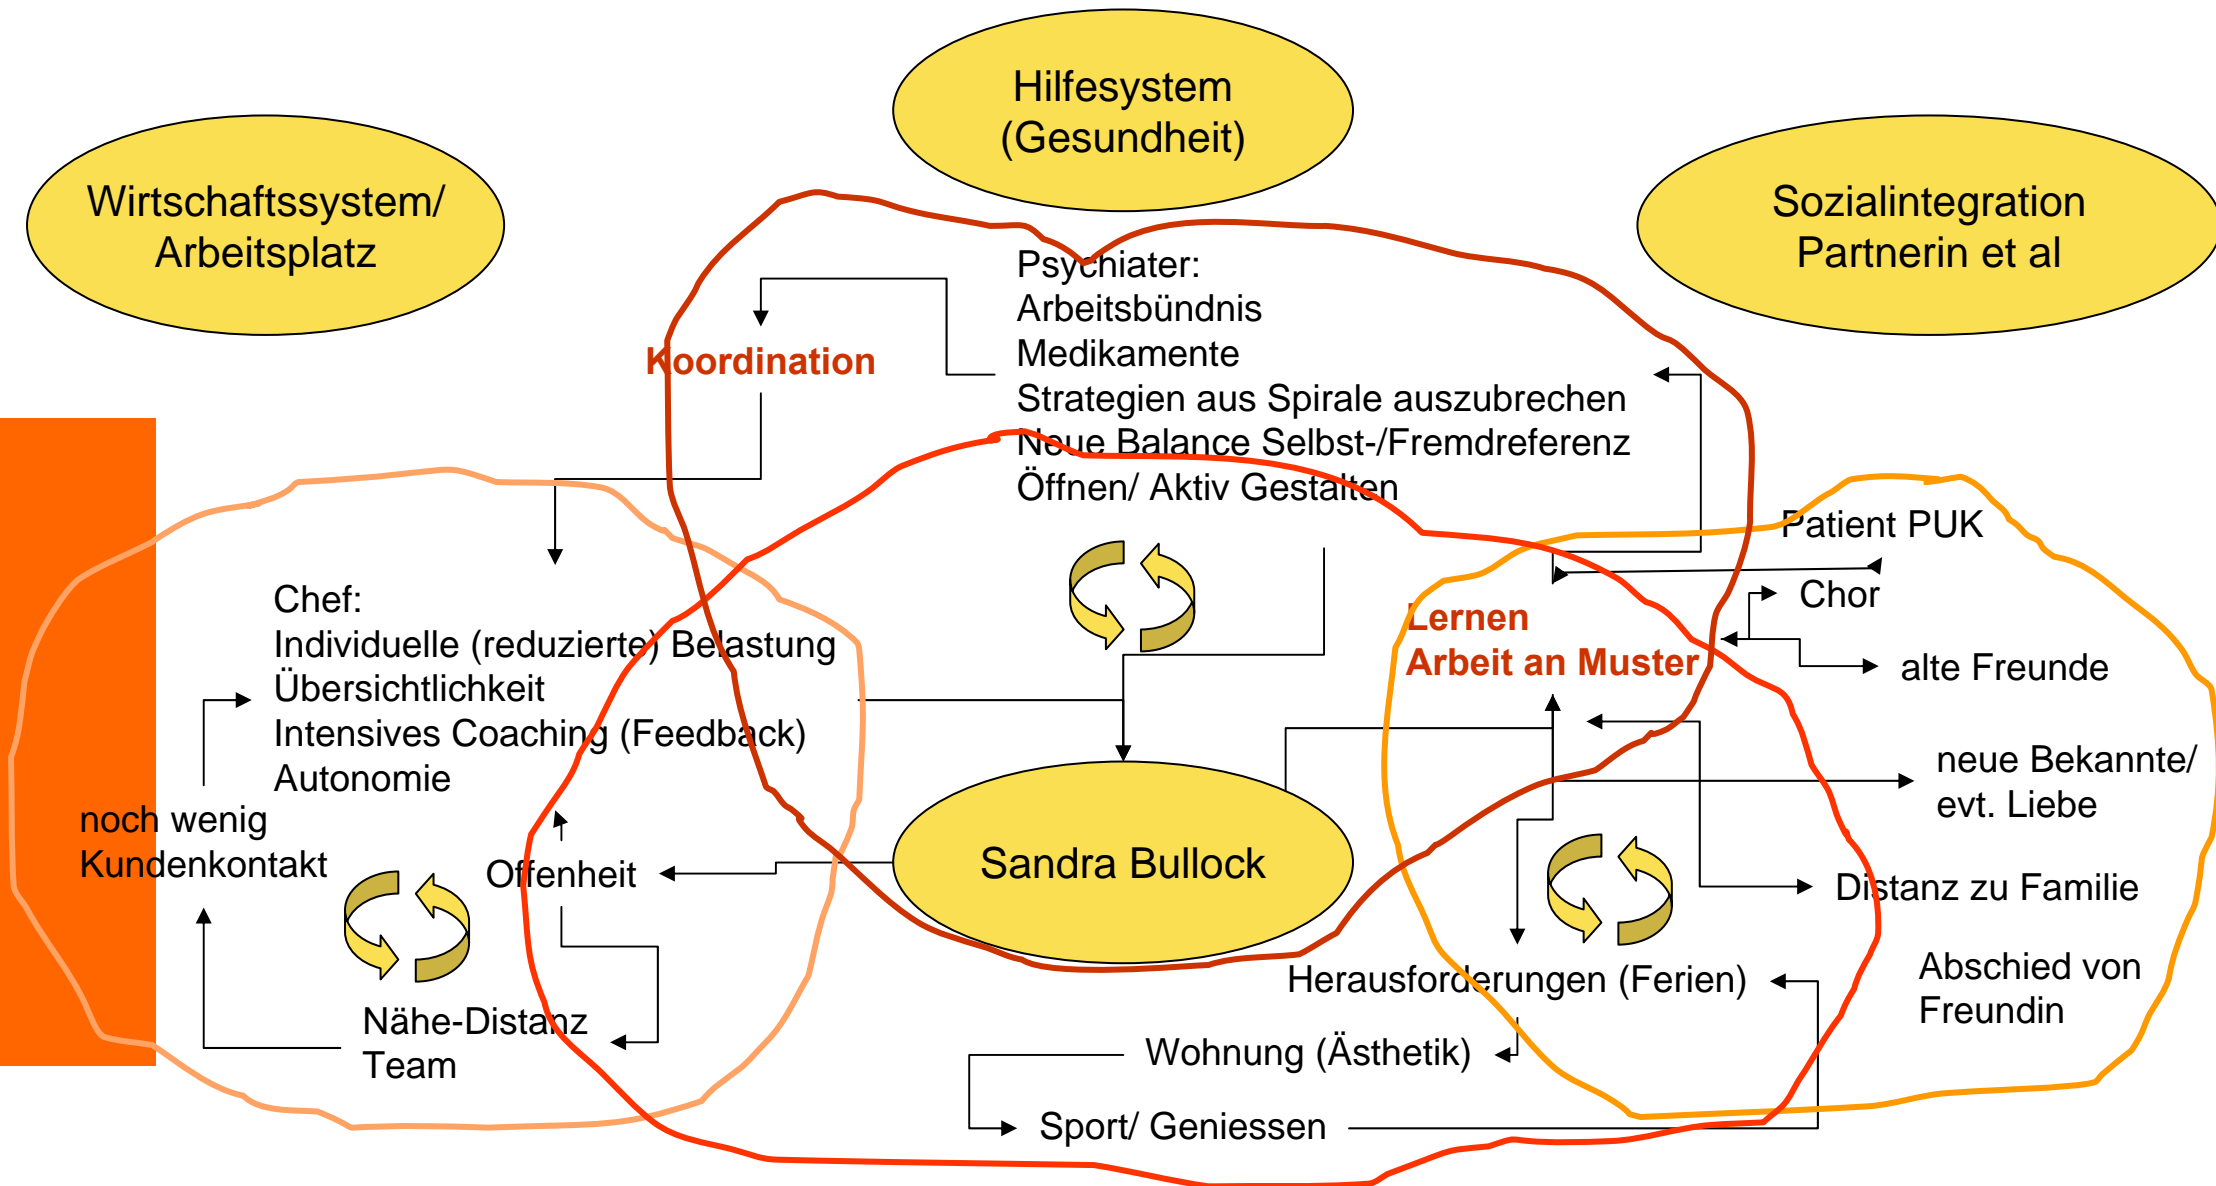 Hilfesystem
(Gesundheit)
Wirtschaftssystem/
Arbeitsplatz
Sozialintegration
Partnerin et al
Psychiater:
Arbeitsbündnis
Medikamente
Strategien aus Spirale auszubrechen
Neue Balance Selbst-/Fremdreferenz
Öffnen/ Aktiv Gestalten
Koordination
Patient PUK
Chor
alte Freunde
Lernen
Arbeit an Muster
Chef:
Individuelle (reduzierte) Belastung
Übersichtlichkeit
Intensives Coaching (Feedback)
Autonomie
neue Bekannte/
evt. Liebe
noch wenig
Kundenkontakt
Offenheit
Sandra Bullock
Distanz zu Familie
Herausforderungen (Ferien)
Abschied von
Freundin
Nähe-Distanz
Team
Wohnung (Ästhetik)
Sport/ Geniessen